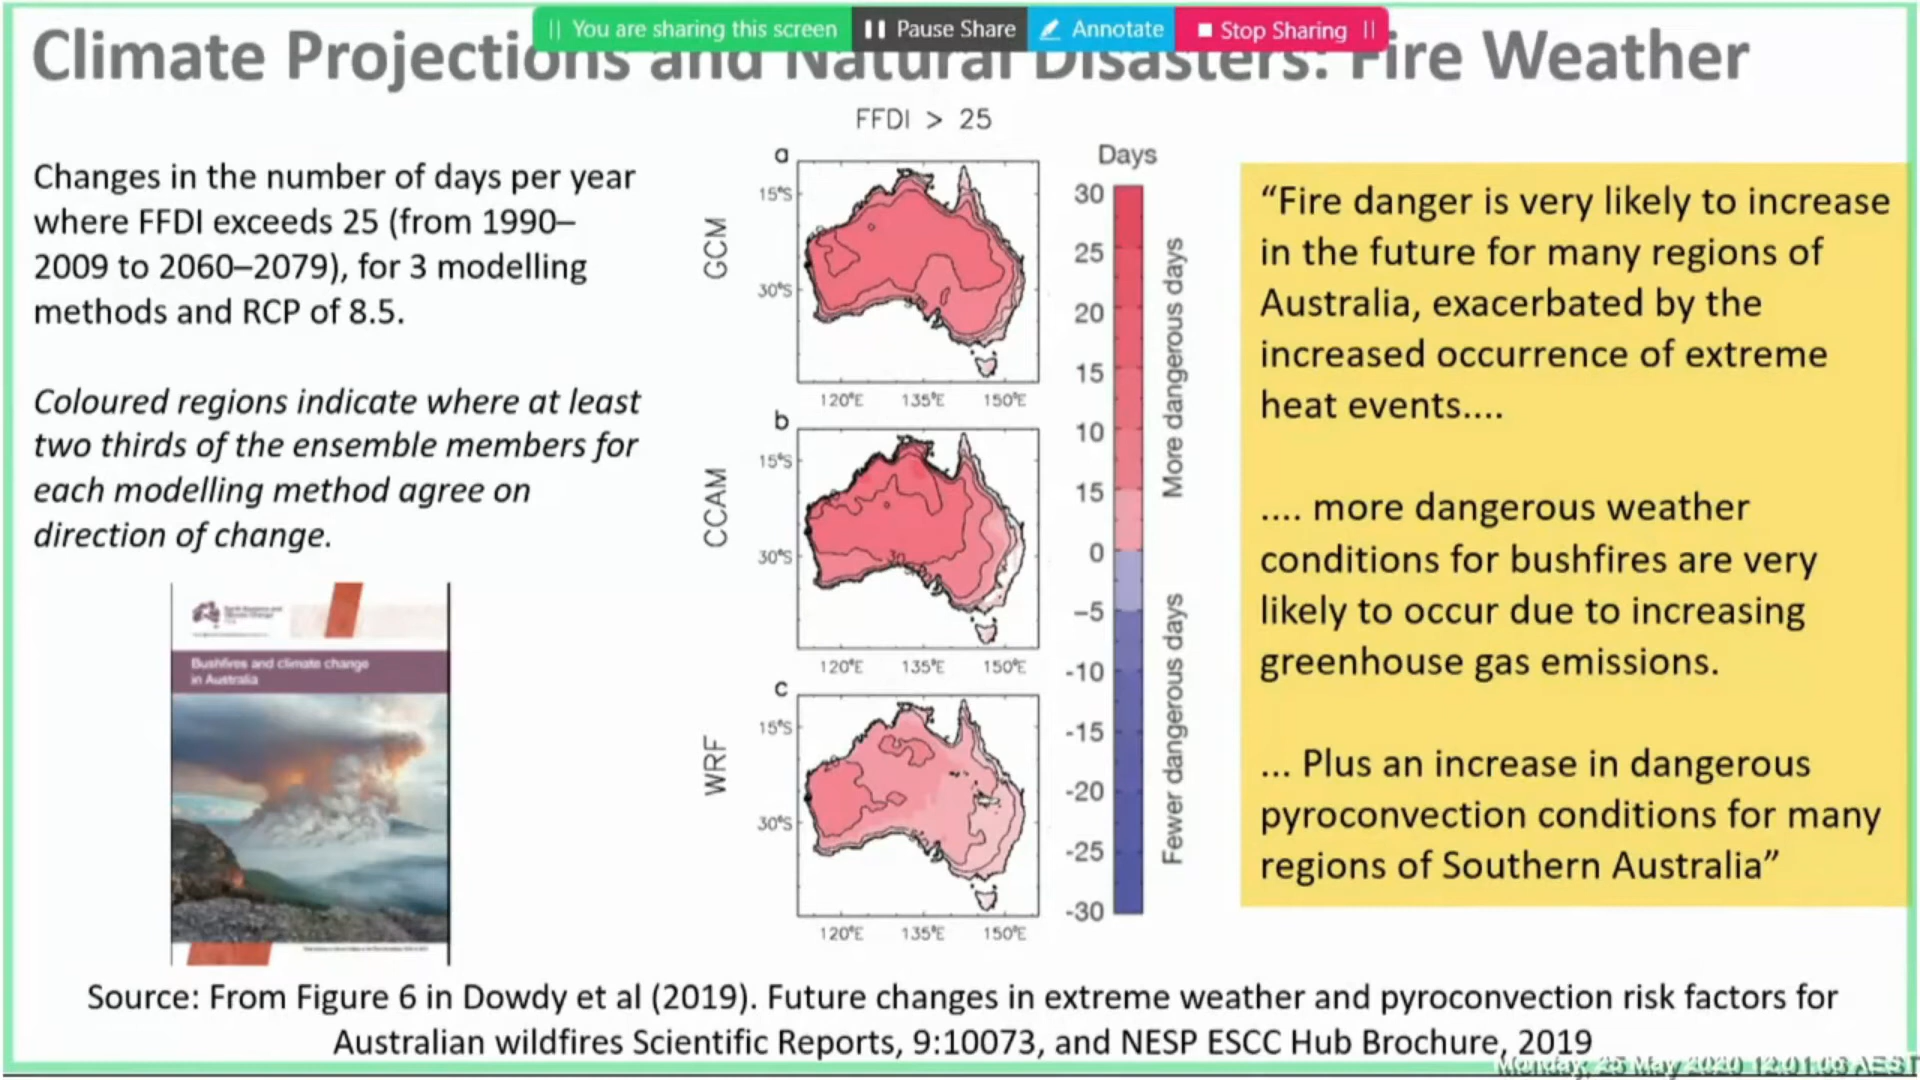 You are sharing this screen
Pause Share
Annotate
Stop Sharing
Climate Projections and Natural Disasters: Fire Weather
Changes in the number of days per year
where FFDI exceeds 25 (from 1990–
2009 to 2060–2079), for 3 modelling
methods and RCP of 8.5.
Coloured regions indicate where at least
two thirds of the ensemble members for
each modelling method agree on
direction of change.
Bushfires and climate change
in Australia
FFDI > 25
a
GCM
15°S
30°S
120°E 135°E 150°E
b
CCAM
15°S
30°S
120°E 135°E 150°E
c
WRF
15°S
30°S
120°E 135°E 150°E
Days
30
25
20
15
10
15
0
–5
-10
-15
-20
-25
-30
More dangerous days
Fewer dangerous days
“Fire danger is very likely to increase
in the future for many regions of
Australia, exacerbated by the
increased occurrence of extreme
heat events....
.... more dangerous weather
conditions for bushfires are very
likely to occur due to increasing
greenhouse gas emissions.
... Plus an increase in dangerous
pyroconvection conditions for many
regions of Southern Australia”
Source: From Figure 6 in Dowdy et al (2019). Future changes in extreme weather and pyroconvection risk factors for
Australian wildfires Scientific Reports, 9:10073, and NESP ESCC Hub Brochure, 2019
Monday, 25 May 2020 12:01:06 AEST